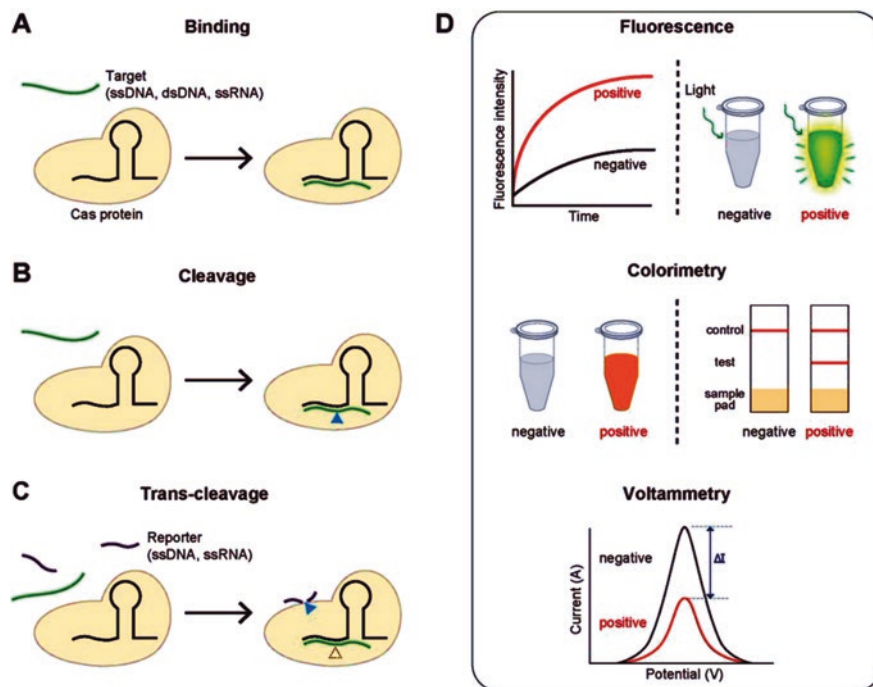 A
Binding
Target
(ssDNA, dsDNA, ssRNA)
Cas protein
B
Cleavage
C
Trans-cleavage
Reporter
(ssDNA, ssRNA)
D
Fluorescence
Fluorescence intensity
positive
negative
Time
Light
negative
positive
Colorimetry
negative
positive
control
test
sample
pad
negative
positive
Voltammetry
Current (A)
negative
positive
ΔI
Potential (V)